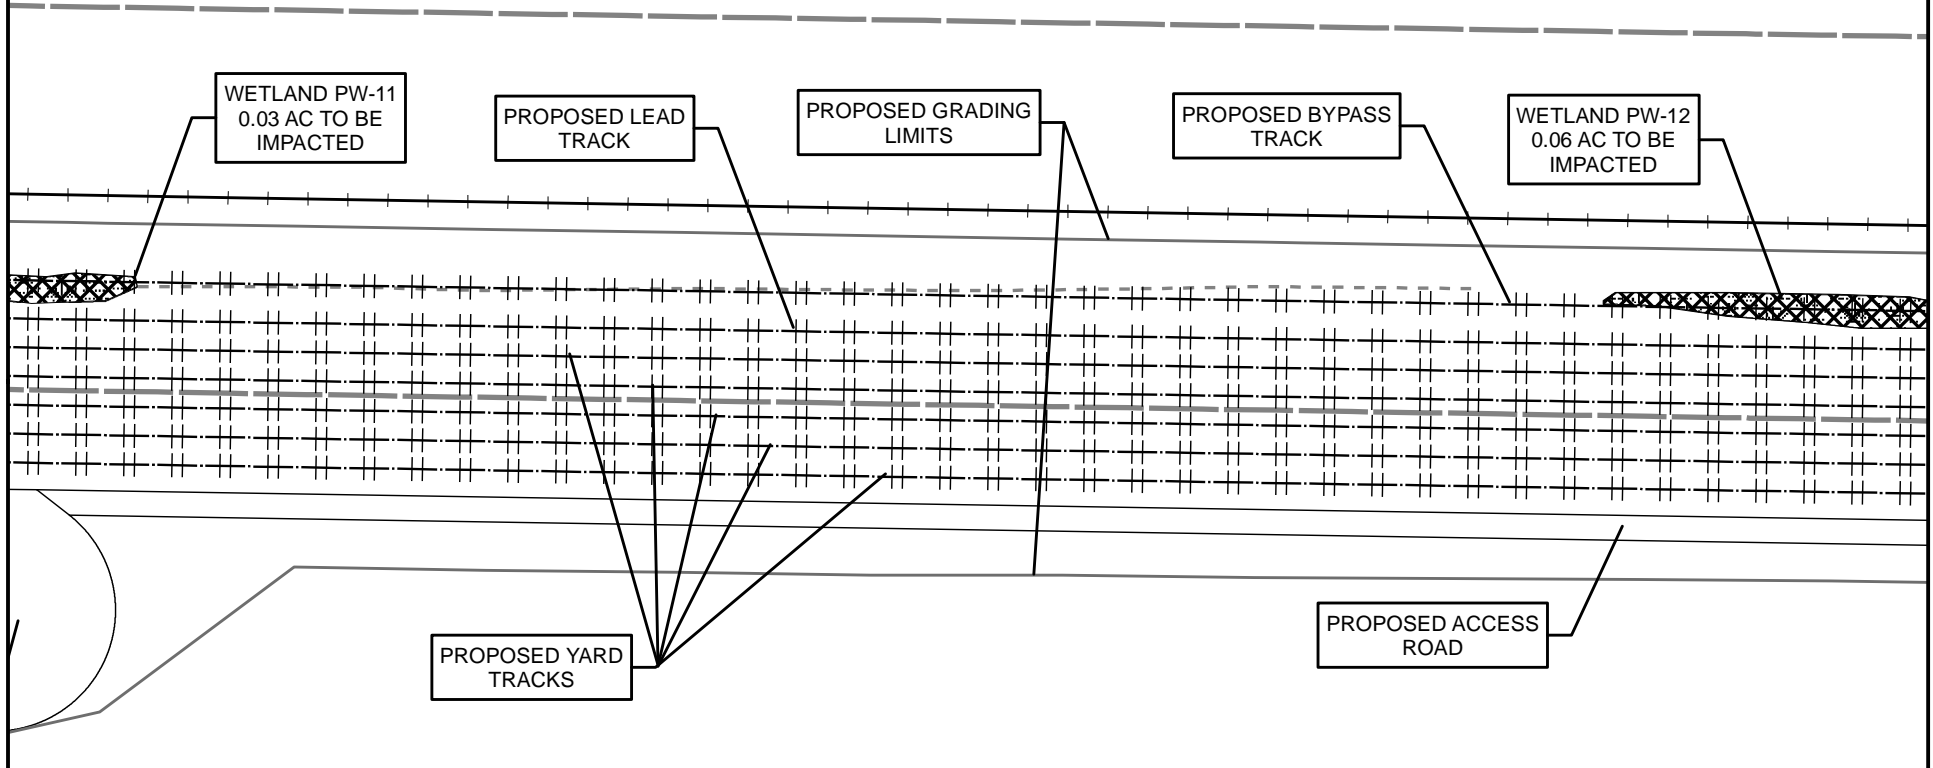 WETLAND PW-11
0.03 AC TO BE
IMPACTED
PROPOSED LEAD
TRACK
PROPOSED GRADING
LIMITS
PROPOSED BYPASS
TRACK
WETLAND PW-12
0.06 AC TO BE
IMPACTED
PROPOSED YARD
TRACKS
PROPOSED ACCESS
ROAD